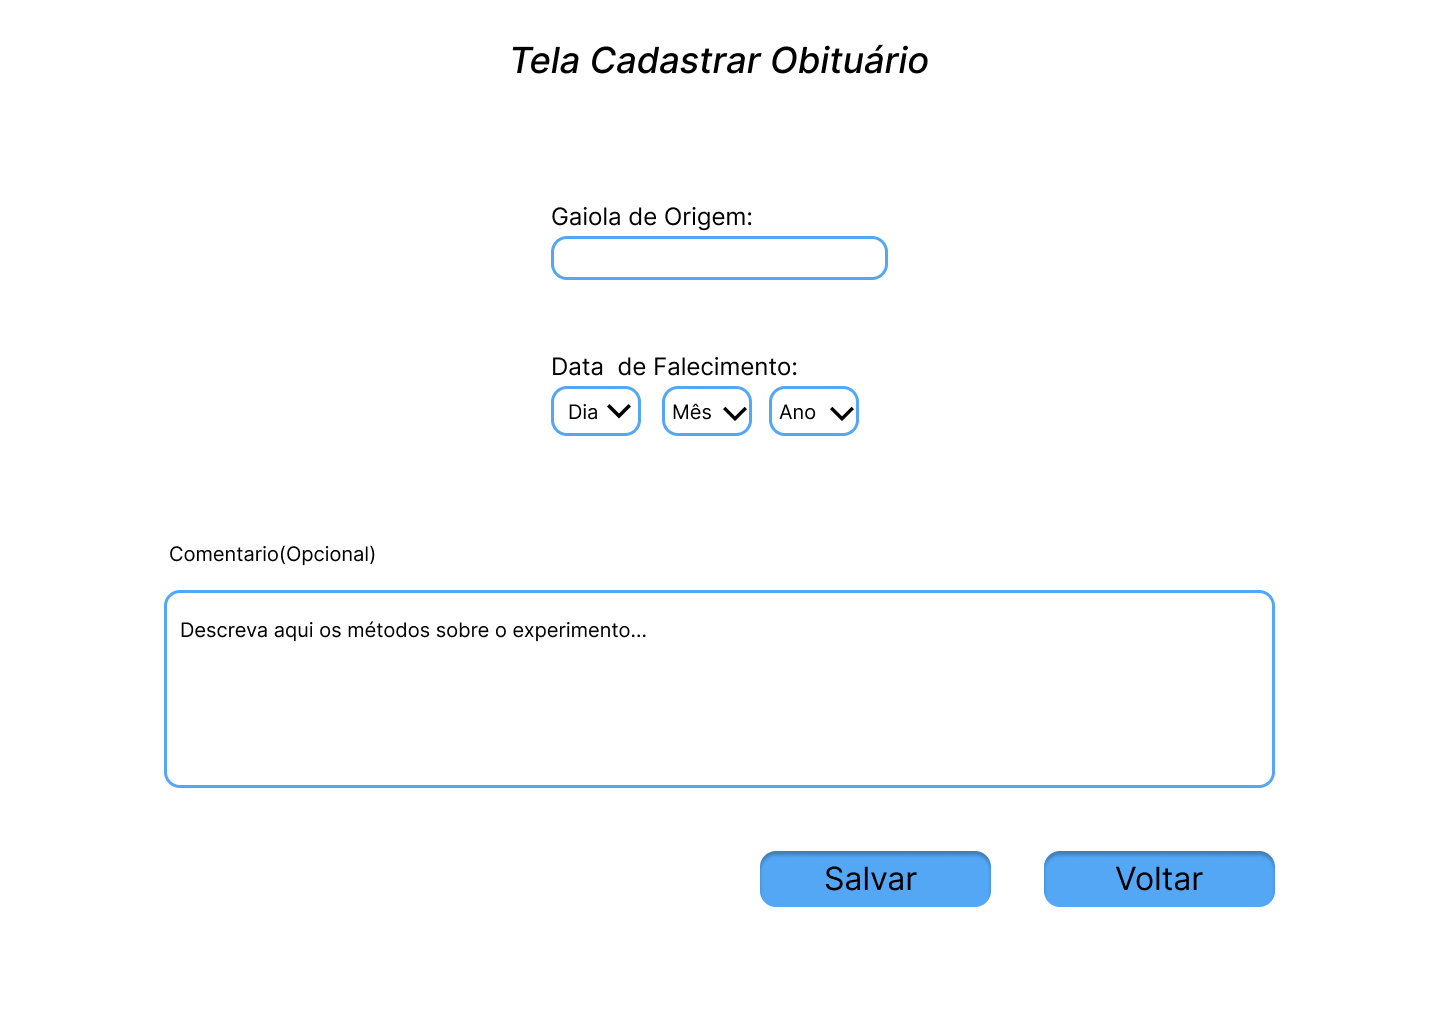 Tela Cadastrar Obituário
Gaiola de Origem:
Data  de Falecimento:
Dia Mês Ano
Comentario(Opcional)
Descreva aqui os métodos sobre o experimento...
Salvar Voltar